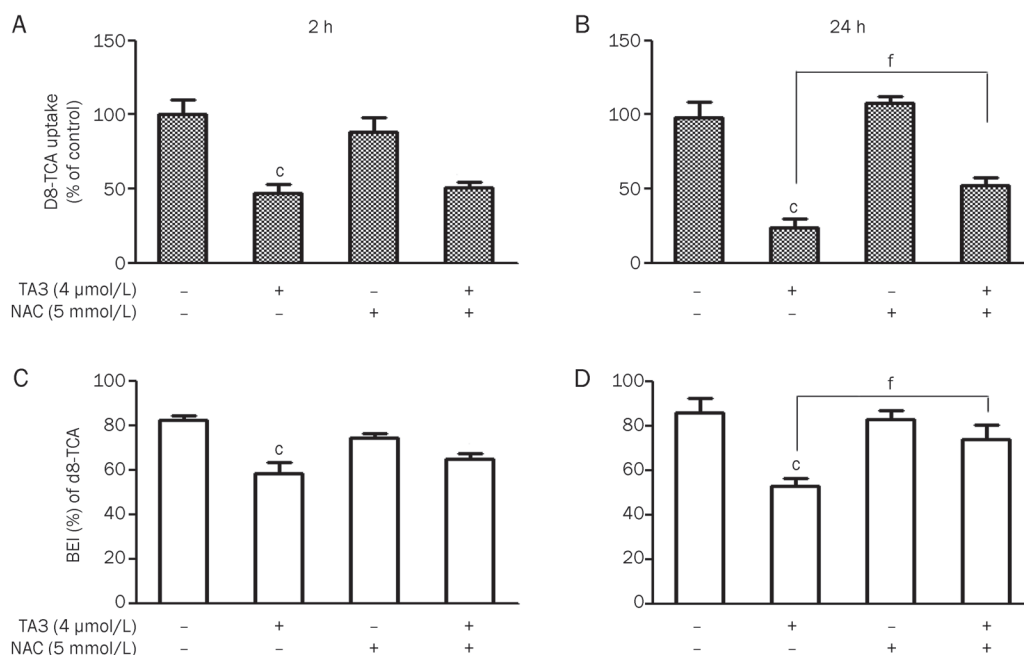 A
2 h
B
24 h
150
100
50
0
D8-TCA uptake
(% of control)
c
150
100
50
0
c
f
TA3 (4 µmol/L) – + – + – + – +
NAC (5 mmol/L) – – + + – – + +
C
D
100
80
60
40
20
0
BEI (%) of d8-TCA
c
100
80
60
40
20
0
c
f
TA3 (4 µmol/L) – + – + – + – +
NAC (5 mmol/L) – – + + – – + +